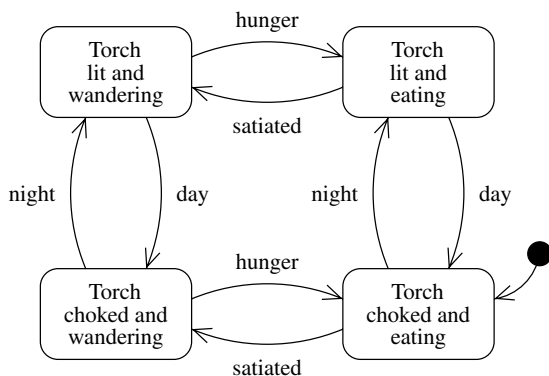 hunger
Torch
lit and
wandering
Torch
lit and
eating
satiated
night
day
night
day
hunger
Torch
choked and
wandering
Torch
choked and
eating
satiated